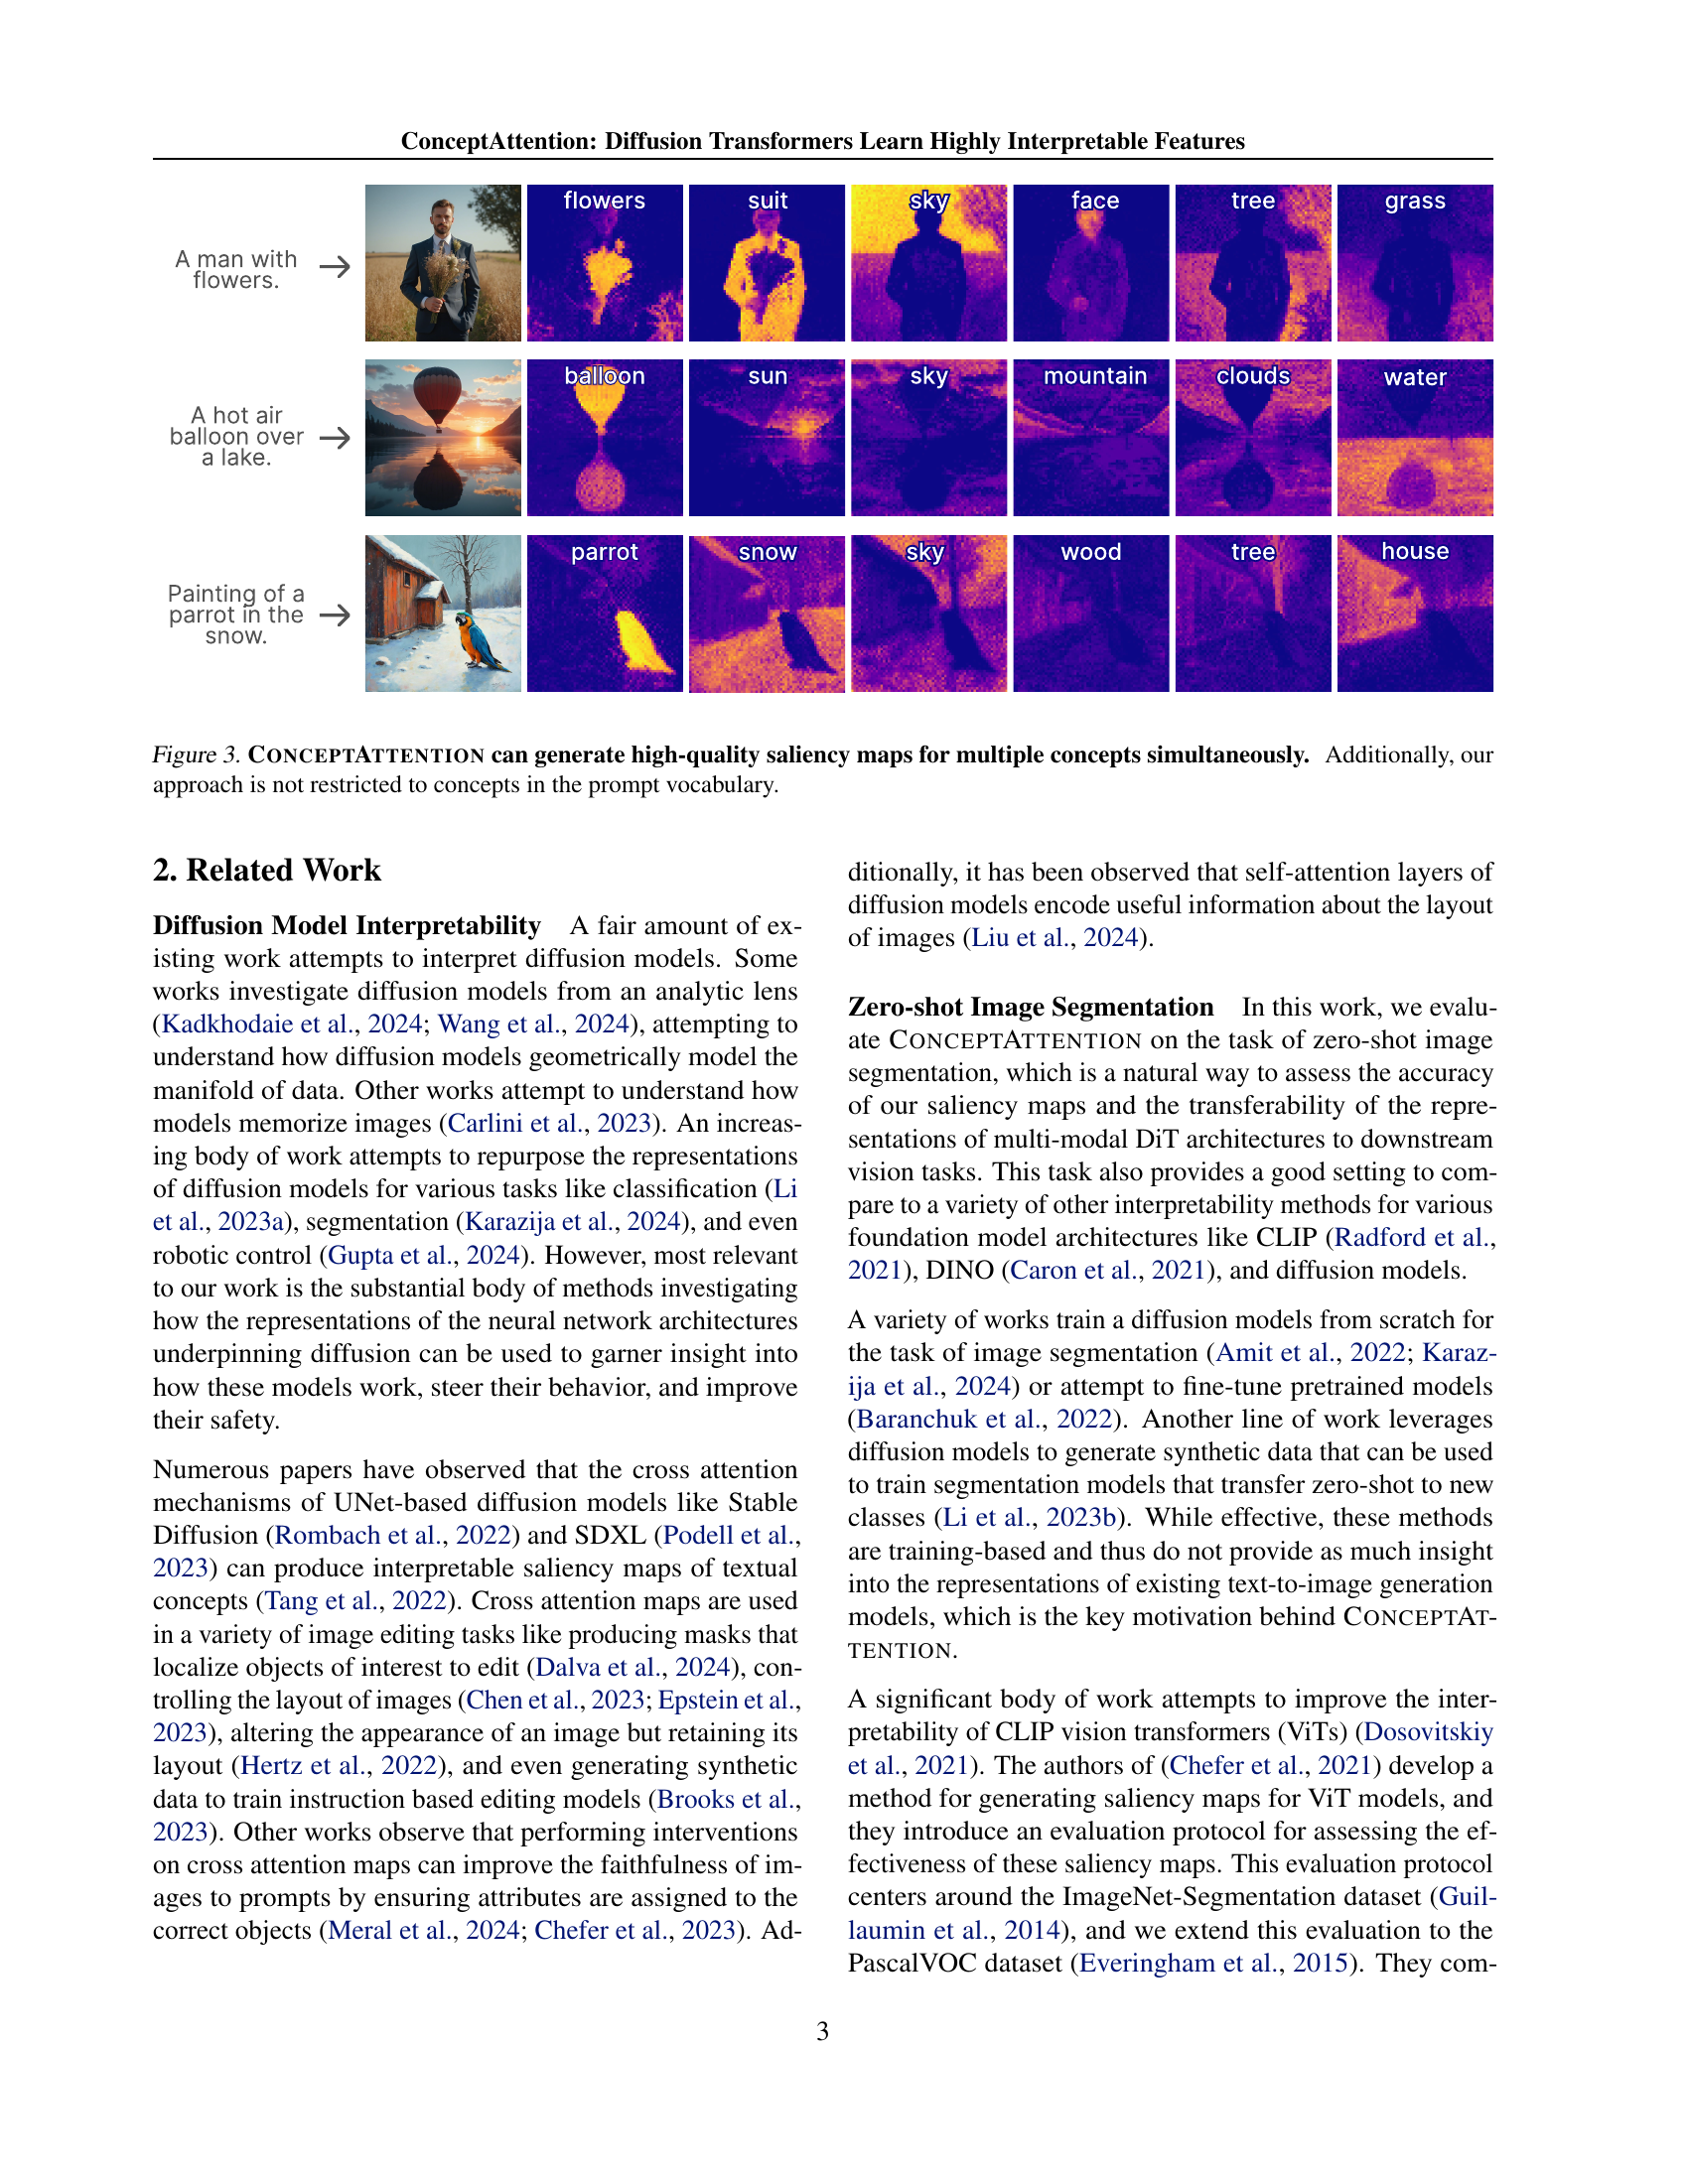 ConceptAttention: Diffusion Transformers Learn Highly Interpretable Features
A man with
flowers.
flowers
suit
sky
face
tree
grass
A hot air
balloon over
a lake.
balloon
sun
sky
mountain
clouds
water
Painting of a
parrot in the
snow.
parrot
snow
sky
wood
tree
house
Figure 3. CONCEPTATTENTION can generate high-quality saliency maps for multiple concepts simultaneously. Additionally, our
approach is not restricted to concepts in the prompt vocabulary.
2. Related Work
Diffusion Model Interpretability A fair amount of ex-
isting work attempts to interpret diffusion models. Some
works investigate diffusion models from an analytic lens
(Kadkhodaie et al., 2024; Wang et al., 2024), attempting to
understand how diffusion models geometrically model the
manifold of data. Other works attempt to understand how
models memorize images (Carlini et al., 2023). An increas-
ing body of work attempts to repurpose the representations
of diffusion models for various tasks like classification (Li
et al., 2023a), segmentation (Karazija et al., 2024), and even
robotic control (Gupta et al., 2024). However, most relevant
to our work is the substantial body of methods investigating
how the representations of the neural network architectures
underpinning diffusion can be used to garner insight into
how these models work, steer their behavior, and improve
their safety.
Numerous papers have observed that the cross attention
mechanisms of UNet-based diffusion models like Stable
Diffusion (Rombach et al., 2022) and SDXL (Podell et al.,
2023) can produce interpretable saliency maps of textual
concepts (Tang et al., 2022). Cross attention maps are used
in a variety of image editing tasks like producing masks that
localize objects of interest to edit (Dalva et al., 2024), con-
trolling the layout of images (Chen et al., 2023; Epstein et al.,
2023), altering the appearance of an image but retaining its
layout (Hertz et al., 2022), and even generating synthetic
data to train instruction based editing models (Brooks et al.,
2023). Other works observe that performing interventions
on cross attention maps can improve the faithfulness of im-
ages to prompts by ensuring attributes are assigned to the
correct objects (Meral et al., 2024; Chefer et al., 2023). Ad-
ditionally, it has been observed that self-attention layers of
diffusion models encode useful information about the layout
of images (Liu et al., 2024).
Zero-shot Image Segmentation In this work, we evalu-
ate CONCEPTATTENTION on the task of zero-shot image
segmentation, which is a natural way to assess the accuracy
of our saliency maps and the transferability of the repre-
sentations of multi-modal DiT architectures to downstream
vision tasks. This task also provides a good setting to com-
pare to a variety of other interpretability methods for various
foundation model architectures like CLIP (Radford et al.,
2021), DINO (Caron et al., 2021), and diffusion models.
A variety of works train a diffusion models from scratch for
the task of image segmentation (Amit et al., 2022; Karaz-
ija et al., 2024) or attempt to fine-tune pretrained models
(Baranchuk et al., 2022). Another line of work leverages
diffusion models to generate synthetic data that can be used
to train segmentation models that transfer zero-shot to new
classes (Li et al., 2023b). While effective, these methods
are training-based and thus do not provide as much insight
into the representations of existing text-to-image generation
models, which is the key motivation behind CONCEPTAT-
TENTION.
A significant body of work attempts to improve the inter-
pretability of CLIP vision transformers (ViTs) (Dosovitskiy
et al., 2021). The authors of (Chefer et al., 2021) develop a
method for generating saliency maps for ViT models, and
they introduce an evaluation protocol for assessing the ef-
fectiveness of these saliency maps. This evaluation protocol
centers around the ImageNet-Segmentation dataset (Guil-
laumin et al., 2014), and we extend this evaluation to the
PascalVOC dataset (Everingham et al., 2015). They com-
3